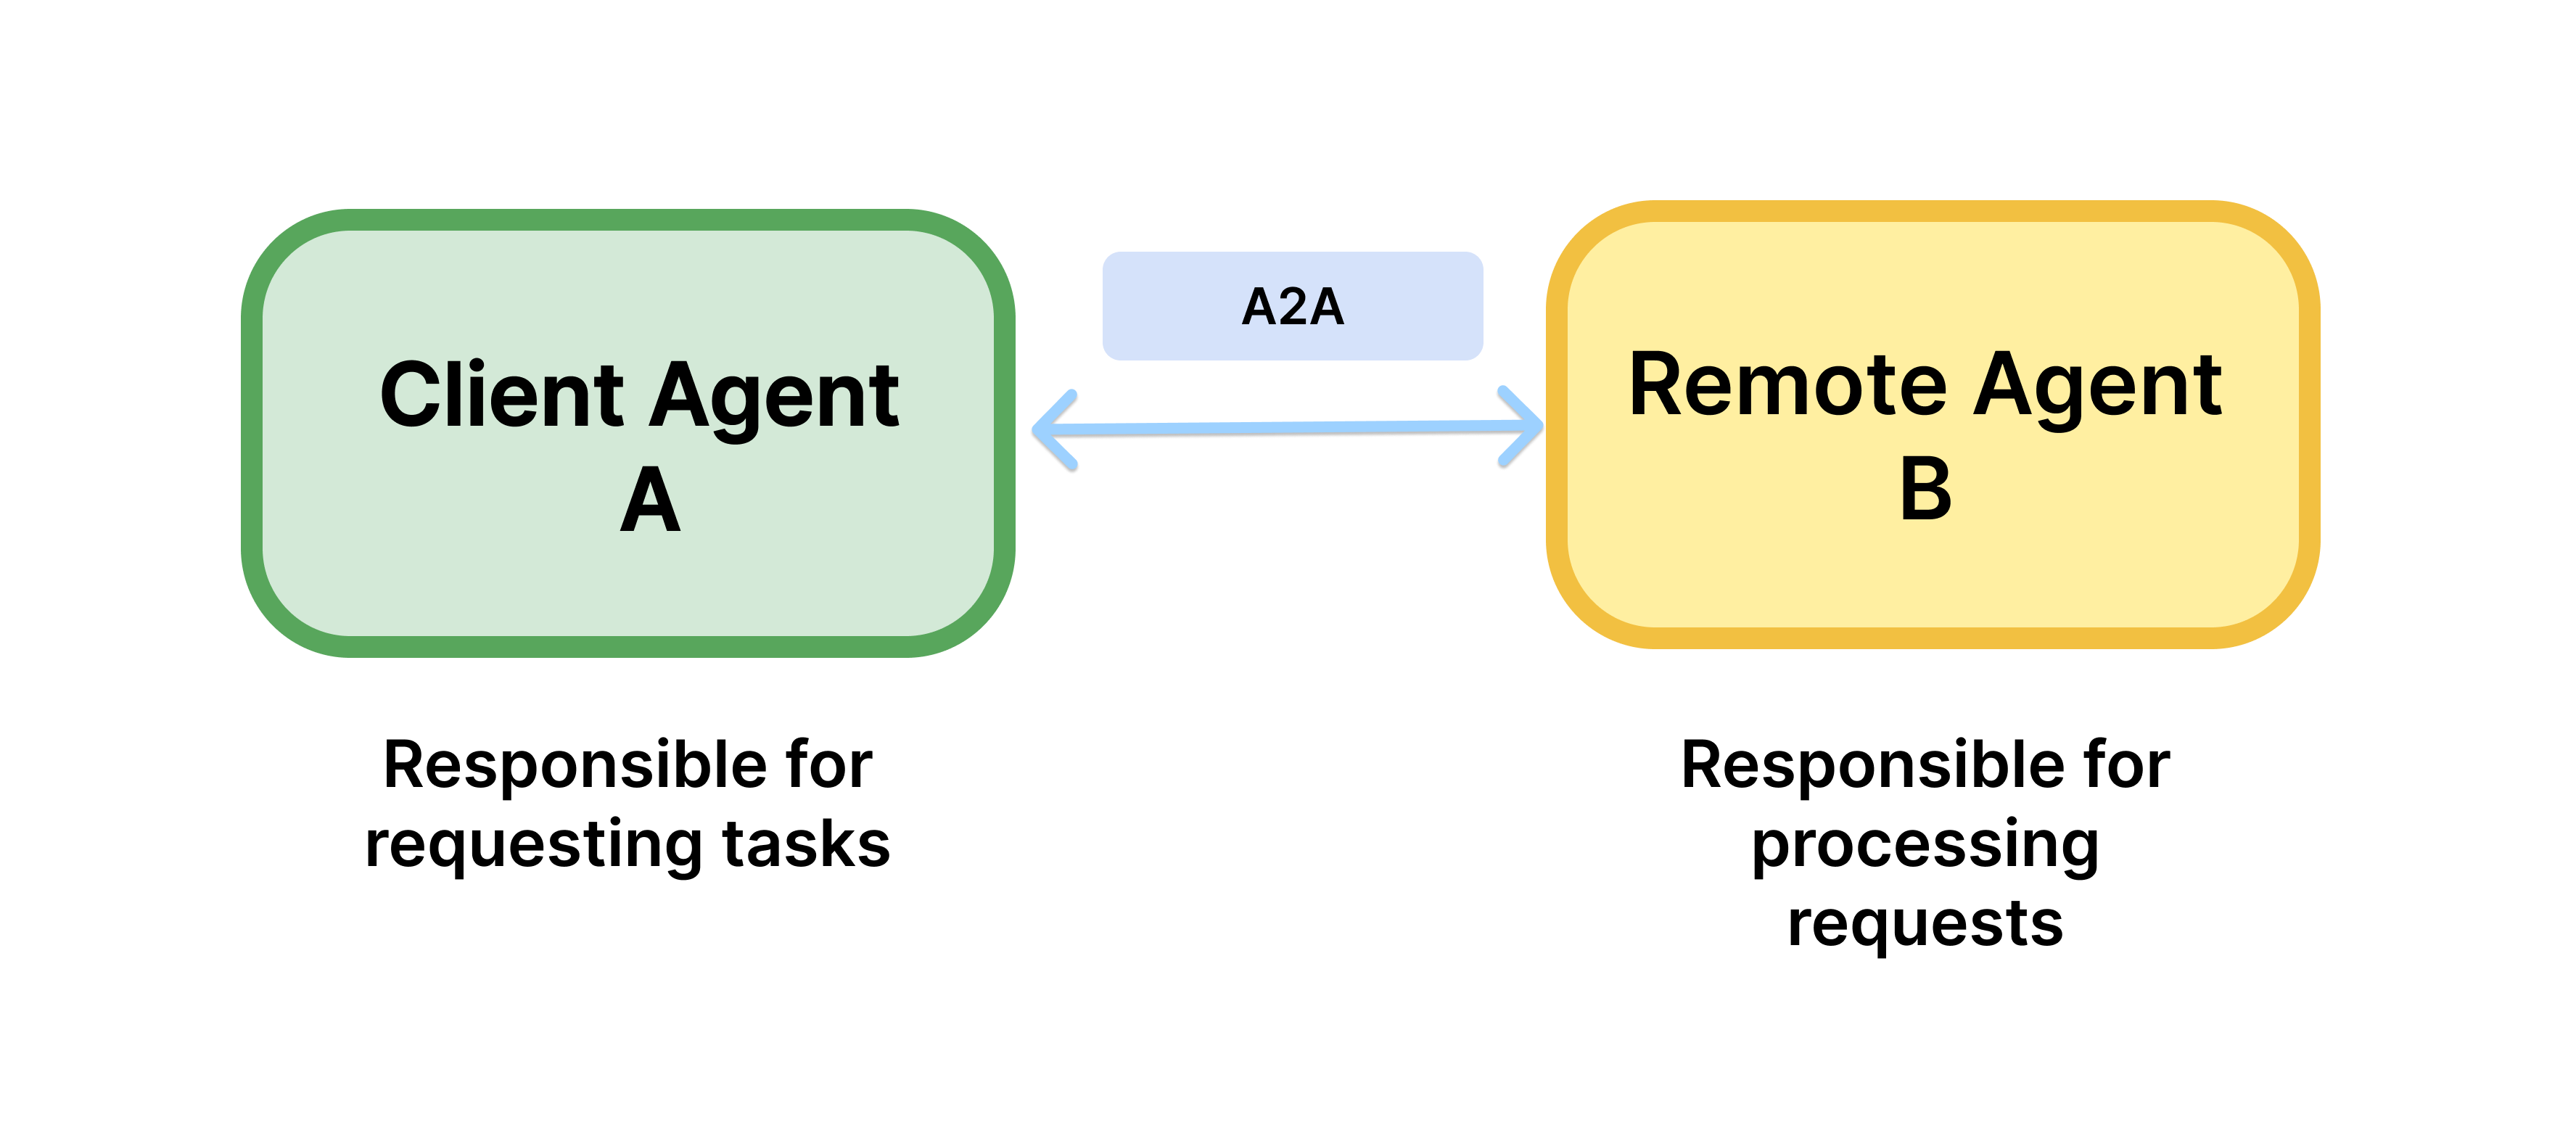 Client Agent
A
A2A
Remote Agent
B
Responsible for
requesting tasks
Responsible for
processing
requests